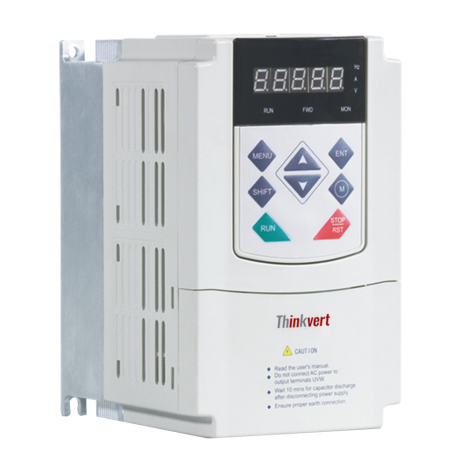 88888
Hz
A
V
RUN FWD MON
MENU ENT
SHIFT M
RUN STOP
RST
Thinkvert
CAUTION
Read the user's manual.
Do not connect AC power to
output terminals UVW.
Wait 10 mins for capacitor discharge
after disconnecting power supply.
Ensure proper earth connection.